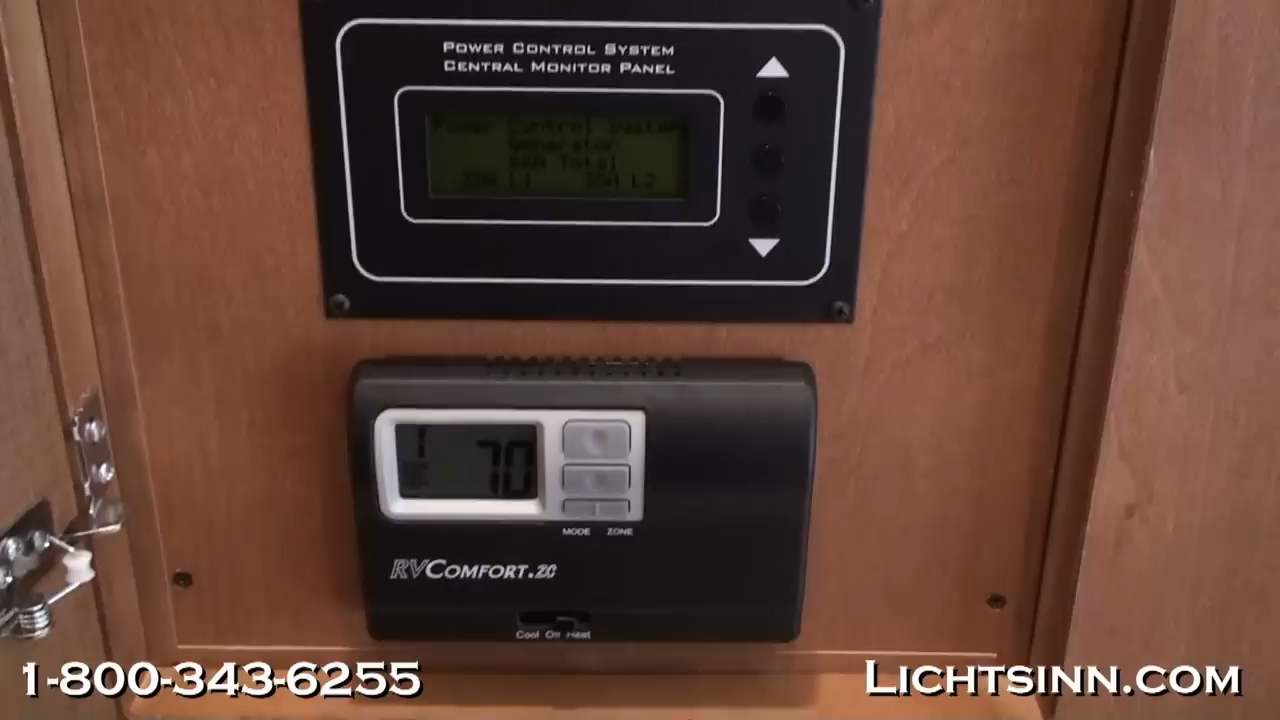 Power Control System
Central Monitor Panel
Power Control System
Generator
Total
L1 L2
1 70
MODE ZONE
RVComfort.ZC
Cool Off Heat
1-800-343-6255 Lichtsinn.com